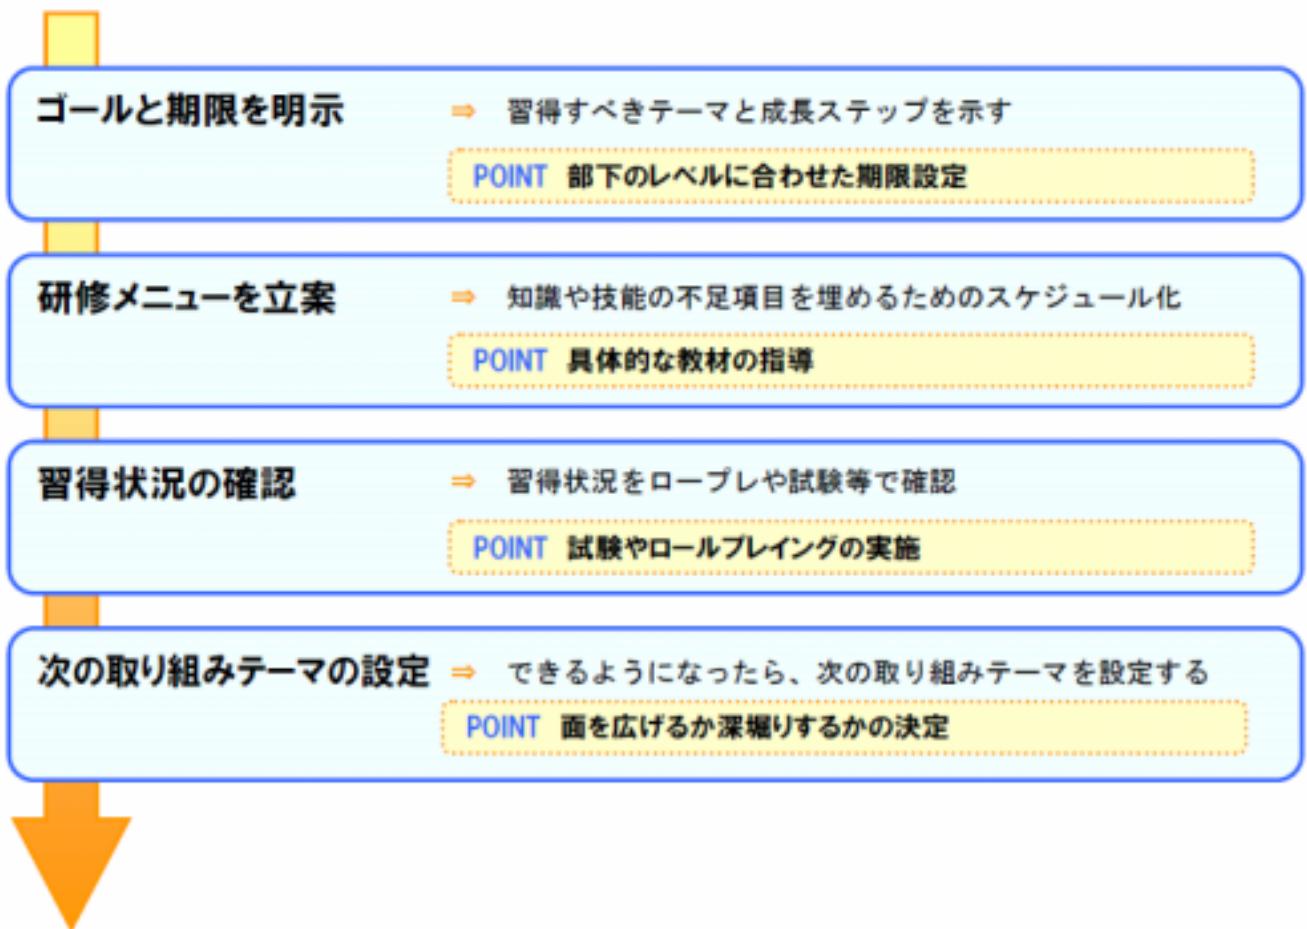 ゴールと期限を明示 ⇒ 習得すべきテーマと成長ステップを示す
POINT 部下のレベルに合わせた期限設定
研修メニューを立案 ⇒ 知識や技能の不足項目を埋めるためのスケジュール化
POINT 具体的な教材の指導
習得状況の確認 ⇒ 習得状況をロープレや試験等で確認
POINT 試験やロールプレイングの実施
次の取り組みテーマの設定 ⇒ できるようになったら、次の取り組みテーマを設定する
POINT 面を広げるか深堀りするかの決定